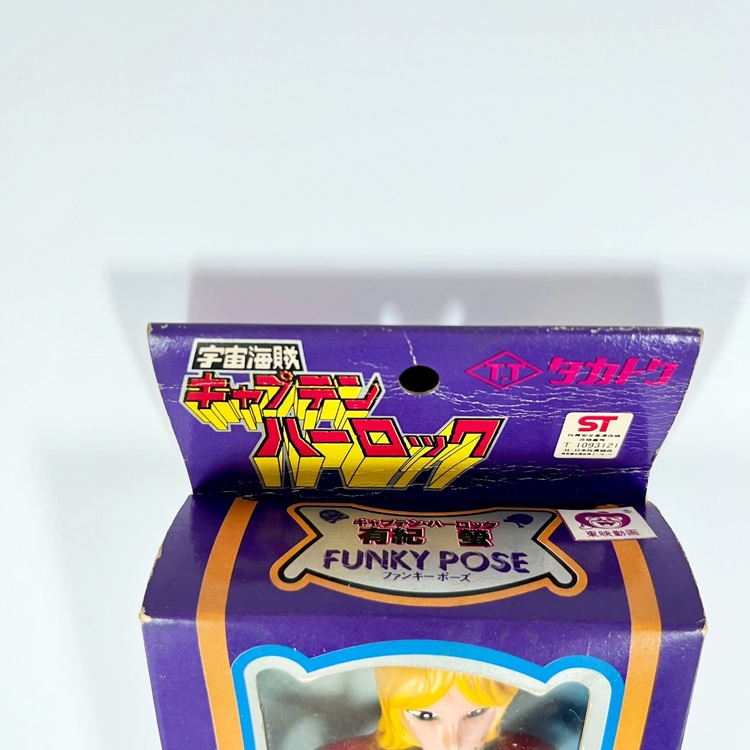 宇宙海賊
キャプテン
ハーロック
T.T タカトク
ST
T 1093121
キャプテン・ハーロック
有紀 螢
FUNKY POSE
ファンキーポーズ
東映動画